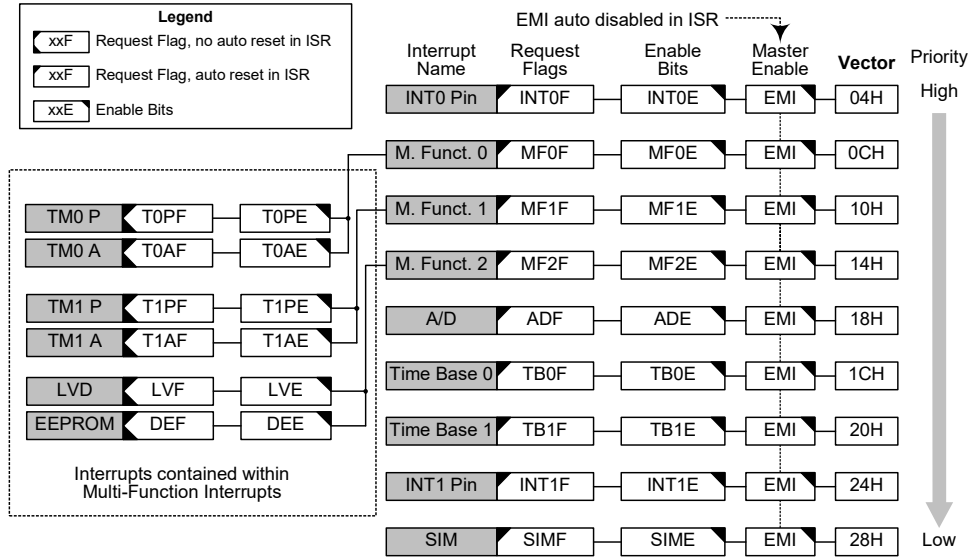 Legend
xxF Request Flag, no auto reset in ISR
xxF Request Flag, auto reset in ISR
xxE Enable Bits
EMI auto disabled in ISR
Interrupt Name Request Flags Enable Bits Master Enable Vector Priority
INT0 Pin INT0F INT0E EMI 04H High
M. Funct. 0 MF0F MF0E EMI 0CH
M. Funct. 1 MF1F MF1E EMI 10H
M. Funct. 2 MF2F MF2E EMI 14H
A/D ADF ADE EMI 18H
Time Base 0 TB0F TB0E EMI 1CH
Time Base 1 TB1F TB1E EMI 20H
INT1 Pin INT1F INT1E EMI 24H
SIM SIMF SIME EMI 28H Low
TM0 P T0PF T0PE
TM0 A T0AF T0AE
TM1 P T1PF T1PE
TM1 A T1AF T1AE
LVD LVF LVE
EEPROM DEF DEE
Interrupts contained within
Multi-Function Interrupts